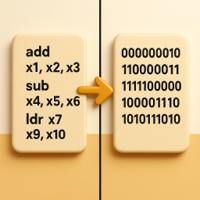 add
x1, x2, x3
sub
x4, x5, x6
ldr x7
x9, x10
000000010
110000011
1111100000
100001110
1010111010